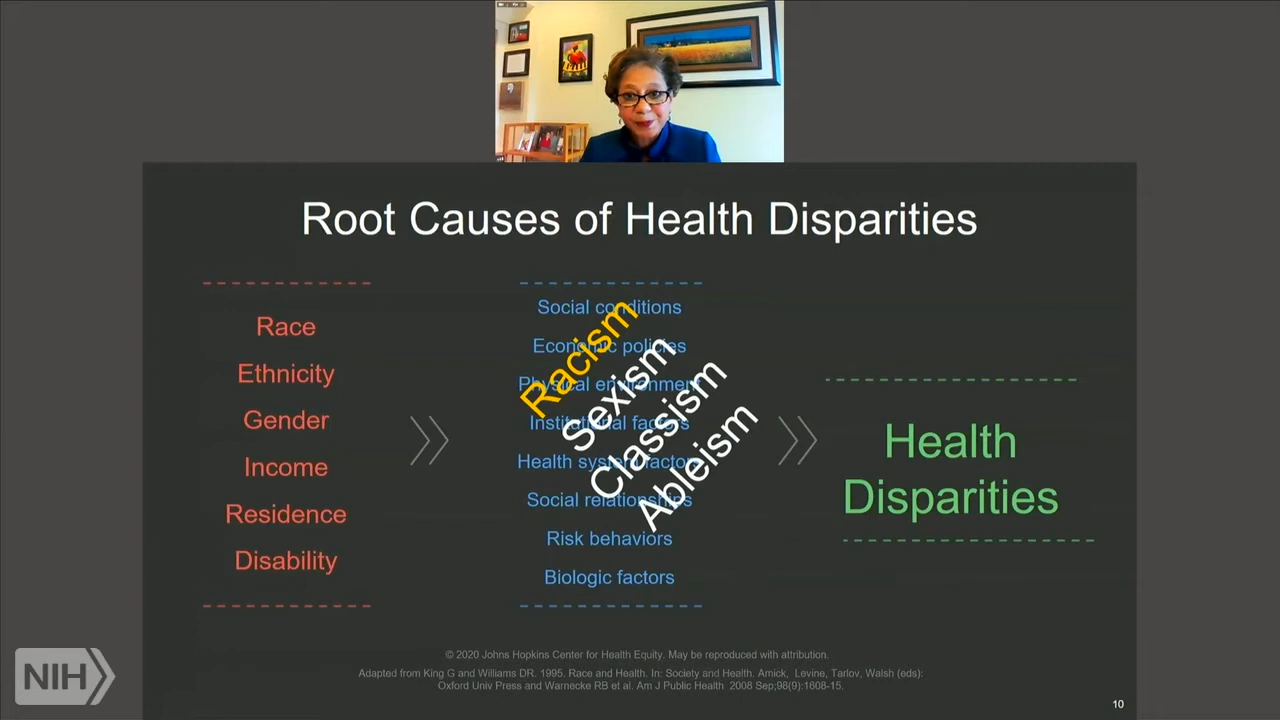 Root Causes of Health Disparities
Race
Ethnicity
Gender
Income
Residence
Disability
Social conditions
Economic policies
Physical environment
Institutional factors
Health system factors
Social relationships
Risk behaviors
Biologic factors
Racism
Sexism
Classism
Ableism
Health
Disparities
© 2020 Johns Hopkins Center for Health Equity. May be reproduced with attribution.
Adapted from King G and Williams DR. 1995. Race and Health. In: Society and Health. Amick, Levine, Tarlov, Walsh (eds):
Oxford Univ Press and Warnecke RB et al. Am J Public Health 2008 Sep;98(9):1608-15.
NIH
10